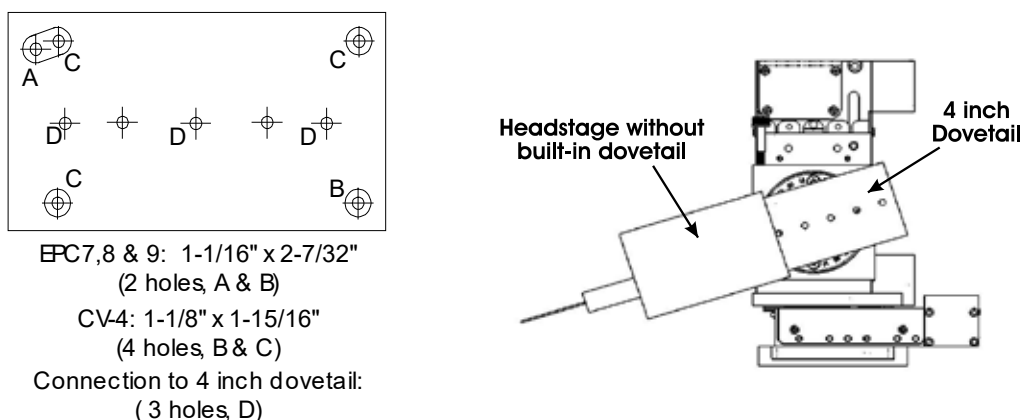 A
C
C
D
D
D
C
B
EPC7,8 & 9: 1-1/16" x 2-7/32"
(2 holes, A & B)
CV-4: 1-1/8" x 1-15/16"
(4 holes, B & C)
Connection to 4 inch dovetail:
( 3 holes, D)
Headstage without
built-in dovetail
4 inch
Dovetail